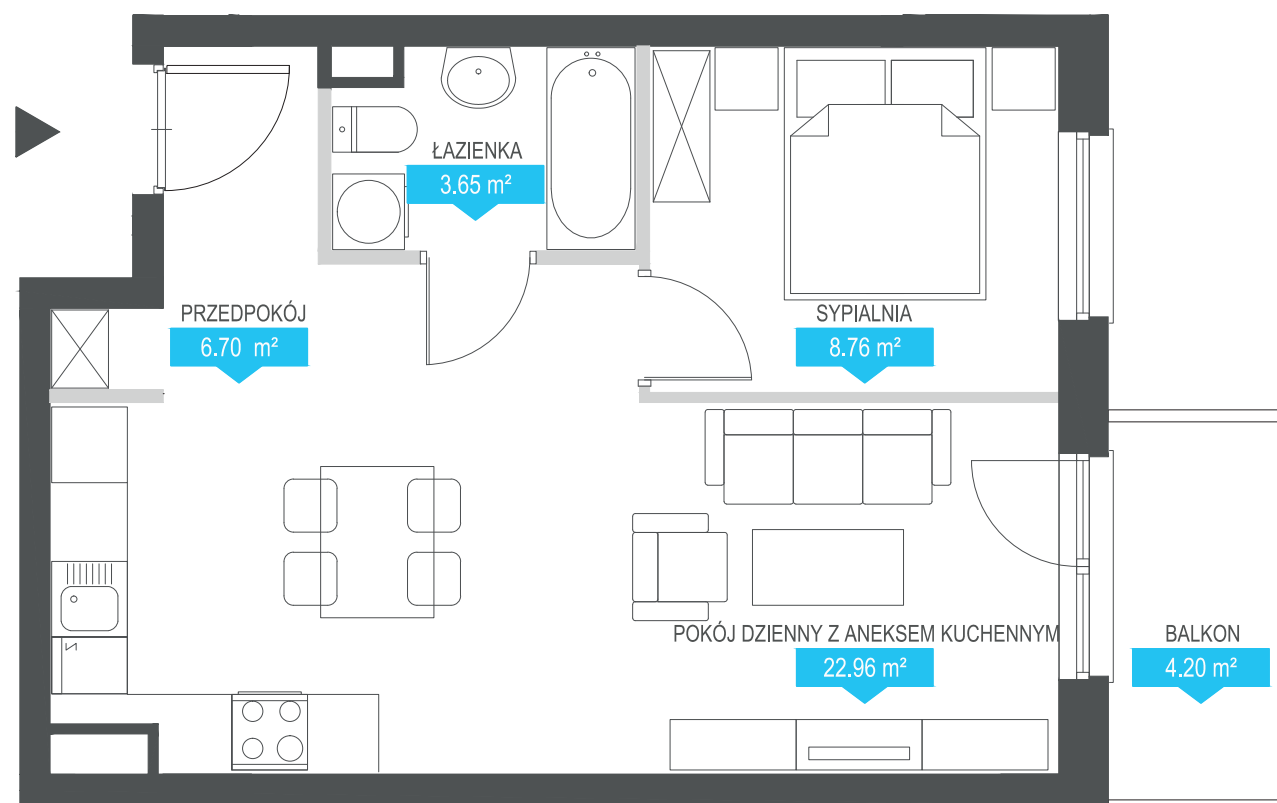 ŁAZIENKA
3.65 m²
PRZEDPOKÓJ
6.70 m²
SYPIALNIA
8.76 m²
POKÓJ DZIENNY Z ANEKSEM KUCHENNYM
22.96 m²
BALKON
4.20 m²